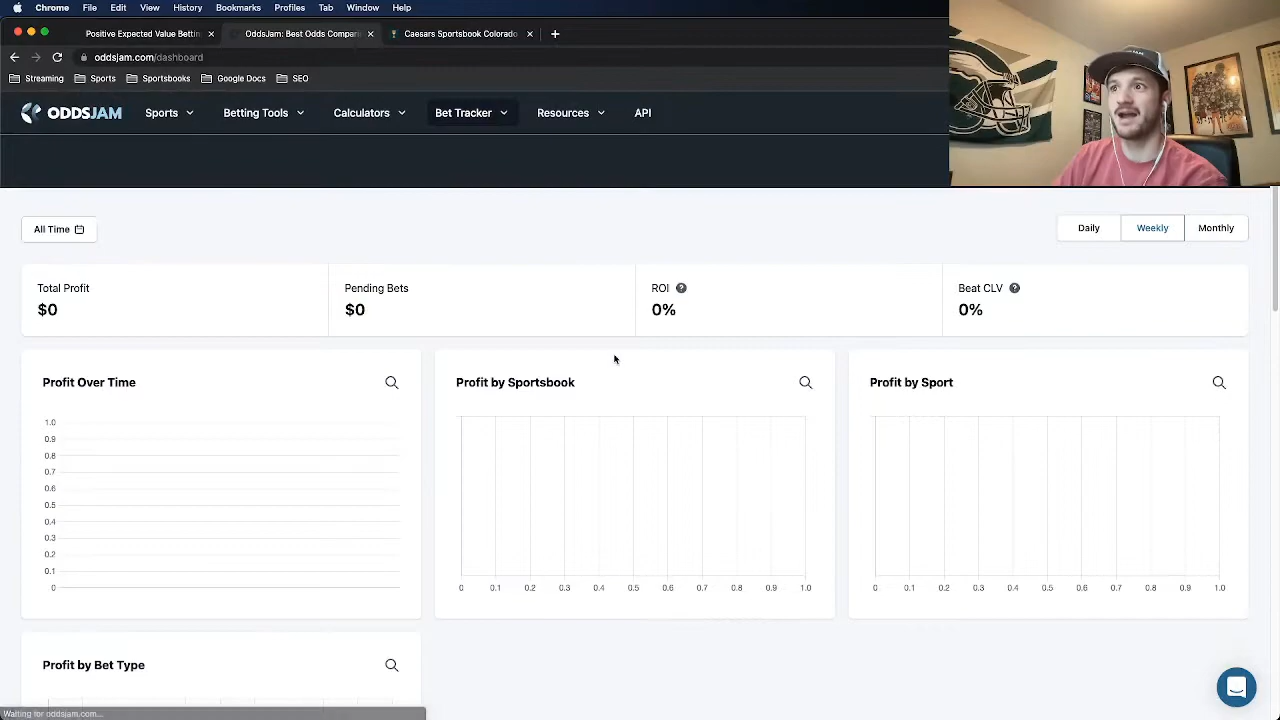 Chrome File Edit View History Bookmarks Profiles Tab Window Help
Positive Expected Value Bettin
OddsJam: Best Odds Compari
Caesars Sportsbook Colorado
oddsjam.com/dashboard
Streaming Sports Sportsbooks Google Docs SEO
ODDSJAM Sports Betting Tools Calculators Bet Tracker Resources API
All Time
Daily Weekly Monthly
Total Profit
$0
Pending Bets
$0
ROI ?
0%
Beat CLV ?
0%
Profit Over Time
1.0
0.9
0.8
0.7
0.6
0.5
0.4
0.3
0.2
0.1
0
Profit by Sportsbook
0 0.1 0.2 0.3 0.4 0.5 0.6 0.7 0.8 0.9 1.0
Profit by Sport
0 0.1 0.2 0.3 0.4 0.5 0.6 0.7 0.8 0.9 1.0
Profit by Bet Type
Waiting for oddsjam.com...